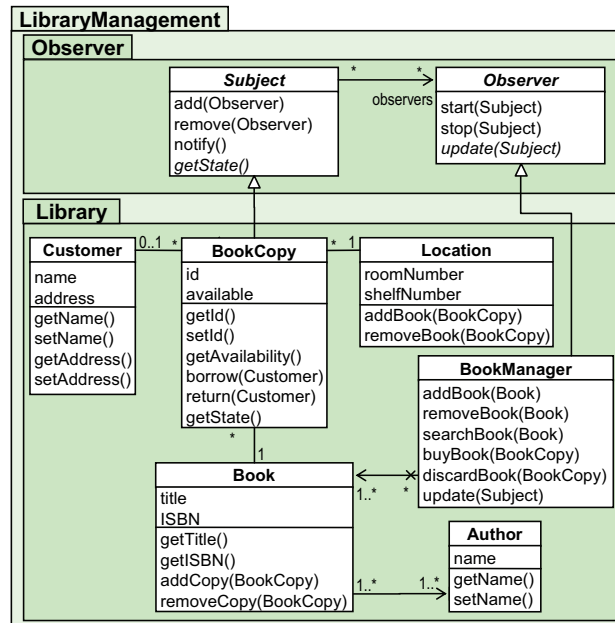 LibraryManagement
Observer
Subject
add(Observer)
remove(Observer)
notify()
getState()
* *
observers
Observer
start(Subject)
stop(Subject)
update(Subject)
Library
Customer
name
address
getName()
setName()
getAddress()
setAddress()
0..1 *
BookCopy
id
available
getId()
setId()
getAvailability()
borrow(Customer)
return(Customer)
getState()
* 1
Location
roomNumber
shelfNumber
addBook(BookCopy)
removeBook(BookCopy)
BookManager
addBook(Book)
removeBook(Book)
searchBook(Book)
buyBook(BookCopy)
discardBook(BookCopy)
update(Subject)
*
1
Book
title
ISBN
getTitle()
getISBN()
addCopy(BookCopy)
removeCopy(BookCopy)
1..* *
1..* 1..*
Author
name
getName()
setName()